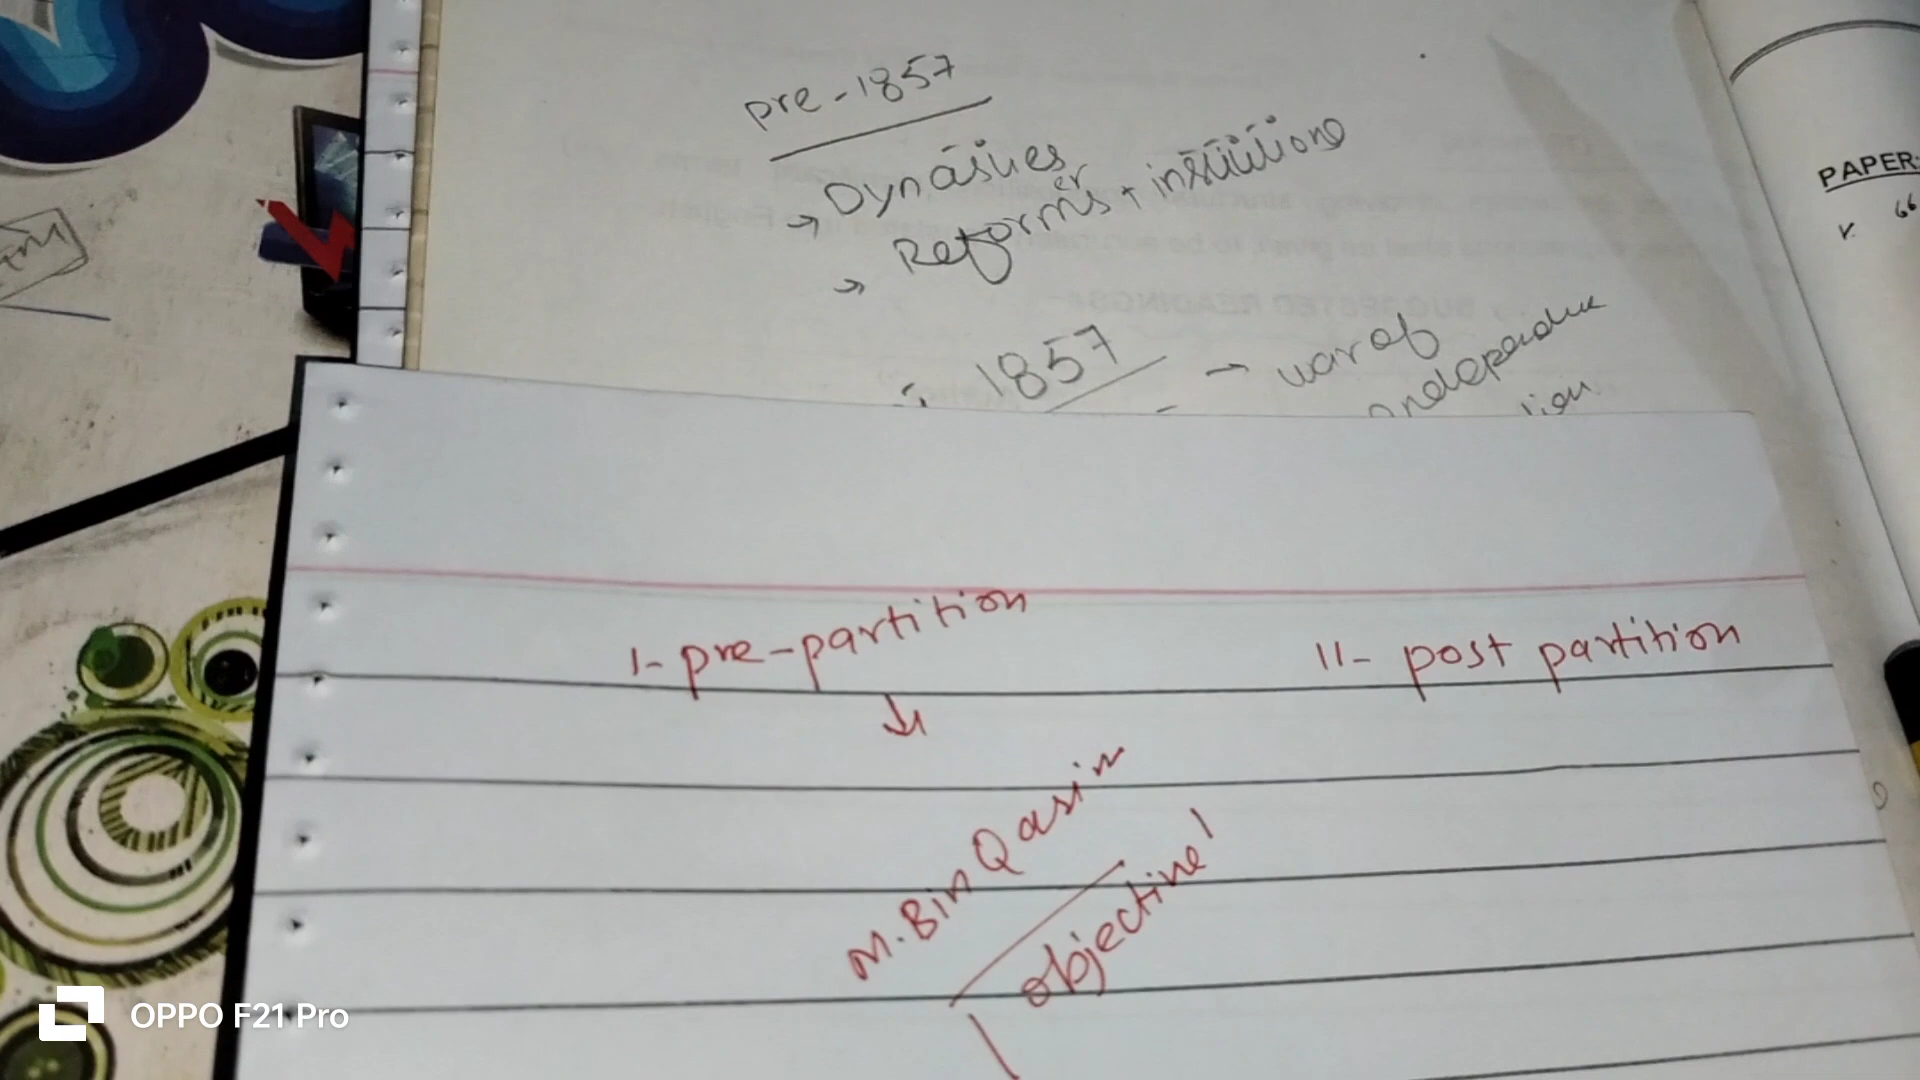 pre-1857
→ Dynasties
→ Reformers + institutions
1857 → war of
independence
PAPER:
V. 66
I- pre-partition
II- post partition
M. Bin Qasim
objective
OPPO F21 Pro